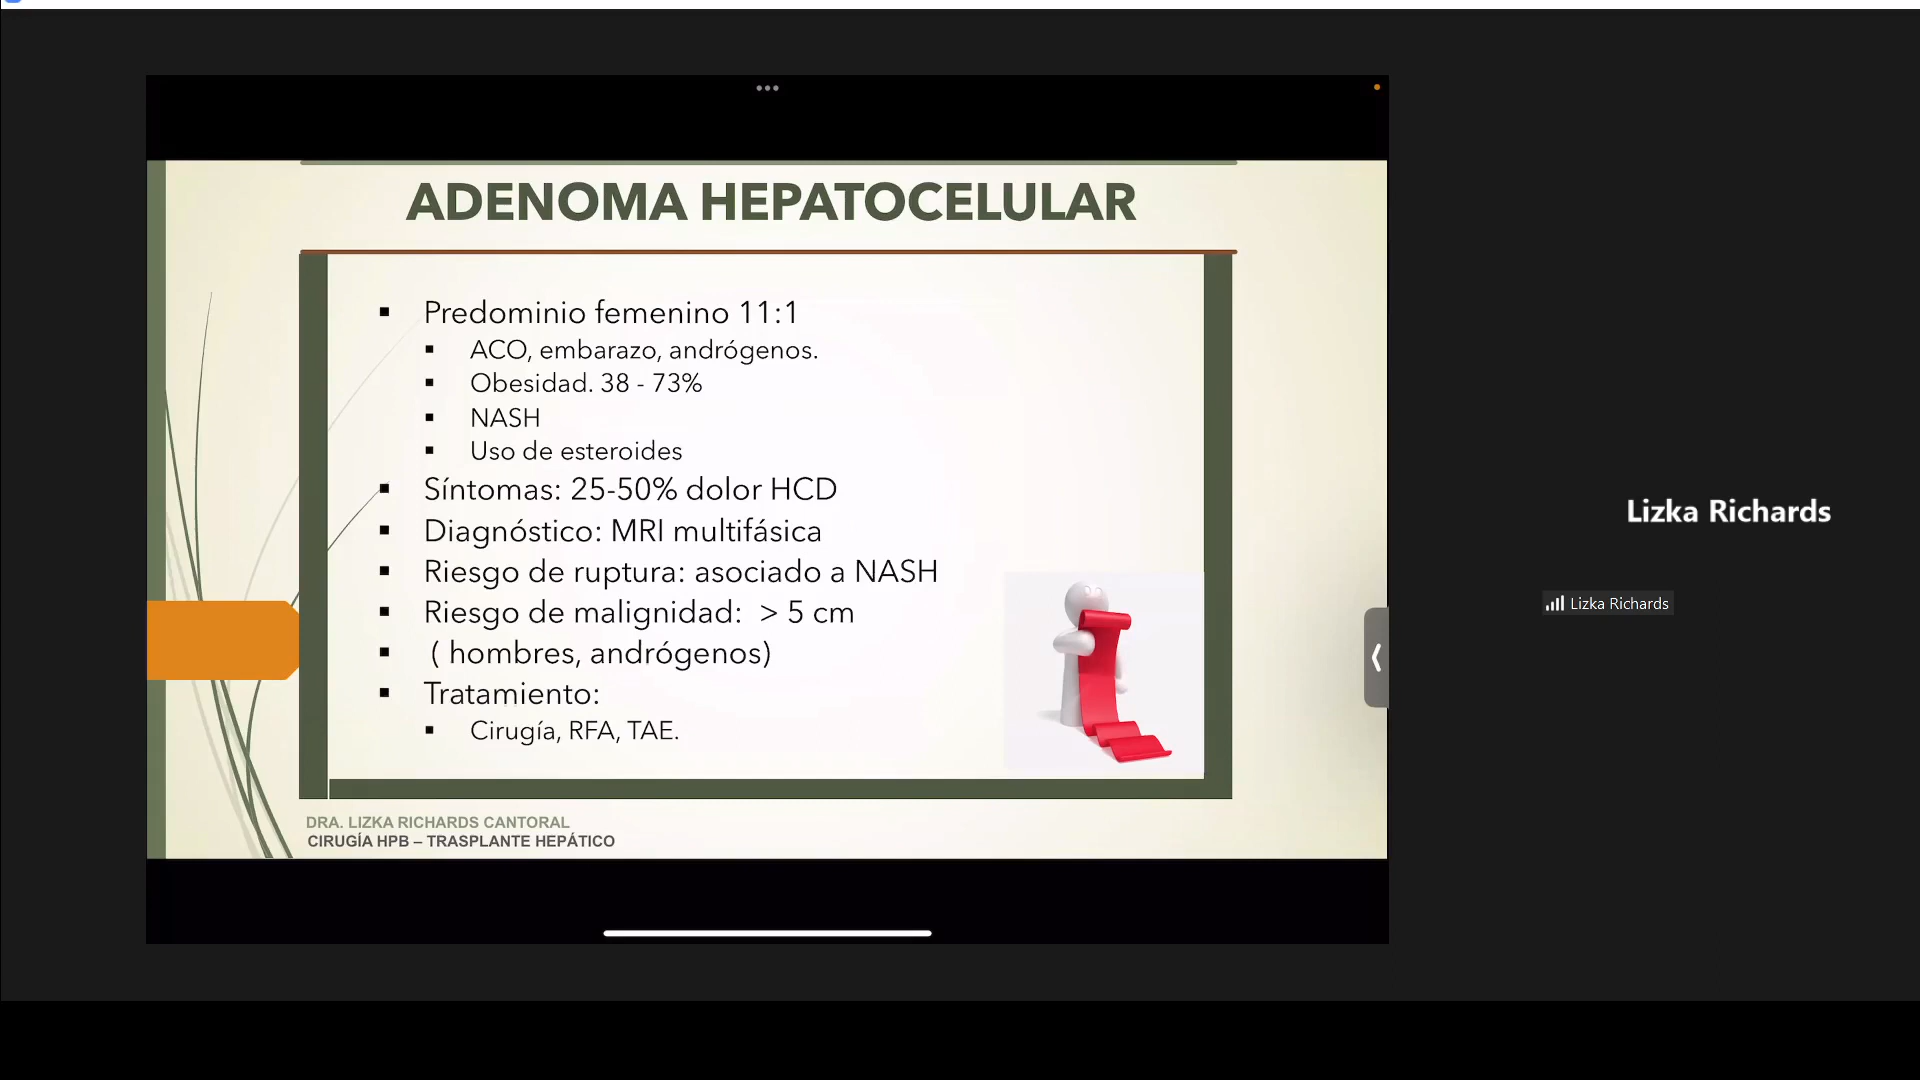 ADENOMA HEPATOCELULAR
▪ Predominio femenino 11:1
▪ ACO, embarazo, andrógenos.
▪ Obesidad. 38 - 73%
▪ NASH
▪ Uso de esteroides
▪ Síntomas: 25-50% dolor HCD
▪ Diagnóstico: MRI multifásica
▪ Riesgo de ruptura: asociado a NASH
▪ Riesgo de malignidad: > 5 cm
▪ ( hombres, andrógenos)
▪ Tratamiento:
▪ Cirugía, RFA, TAE.
DRA. LIZKA RICHARDS CANTORAL
CIRUGÍA HPB – TRASPLANTE HEPÁTICO
Lizka Richards
Lizka Richards